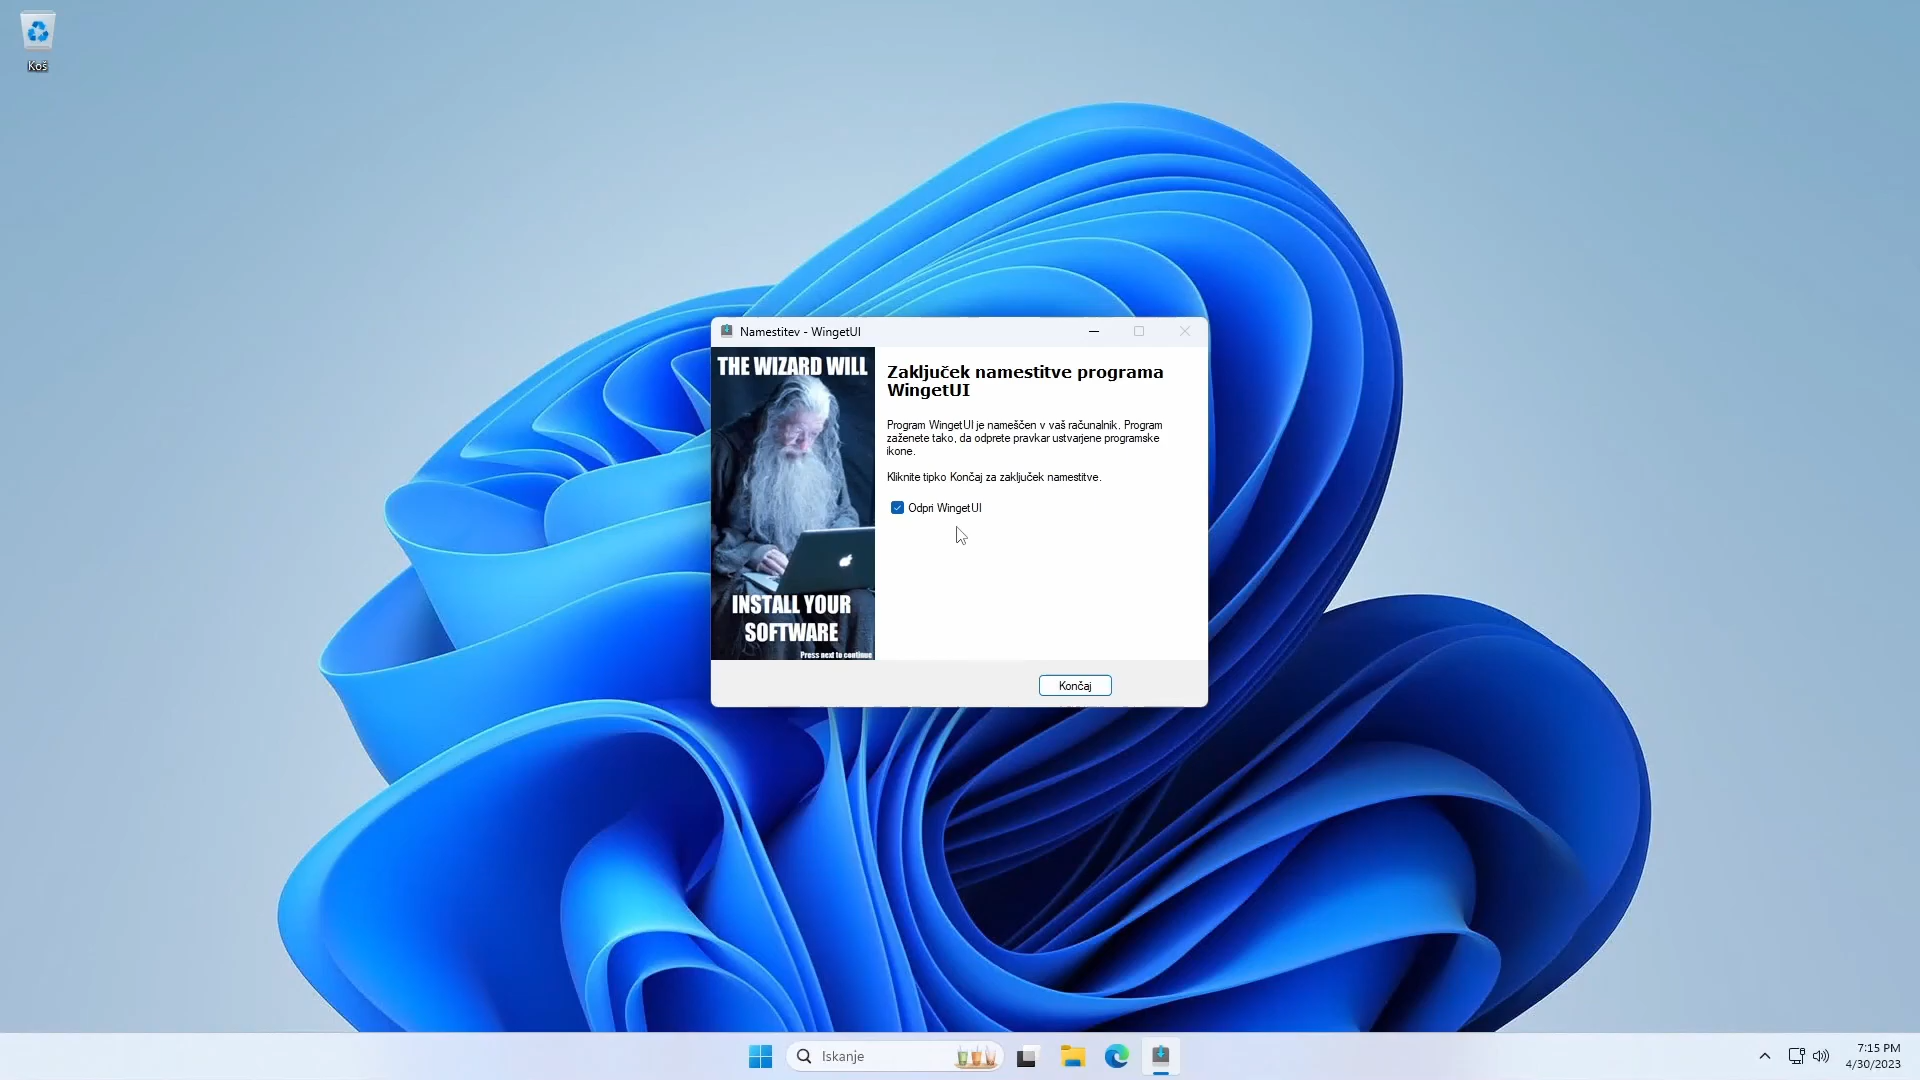 Koš
Namestitev - WingetUI
THE WIZARD WILL
INSTALL YOUR
SOFTWARE
Press next to continue
Zaključek namestitve programa
WingetUI
Program WingetUI je nameščen v vaš računalnik. Program
zaženete tako, da odprete pravkar ustvarjene programske
ikone.
Kliknite tipko Končaj za zaključek namestitve.
Odpri WingetUI
Končaj
Iskanje
7:15 PM
4/30/2023